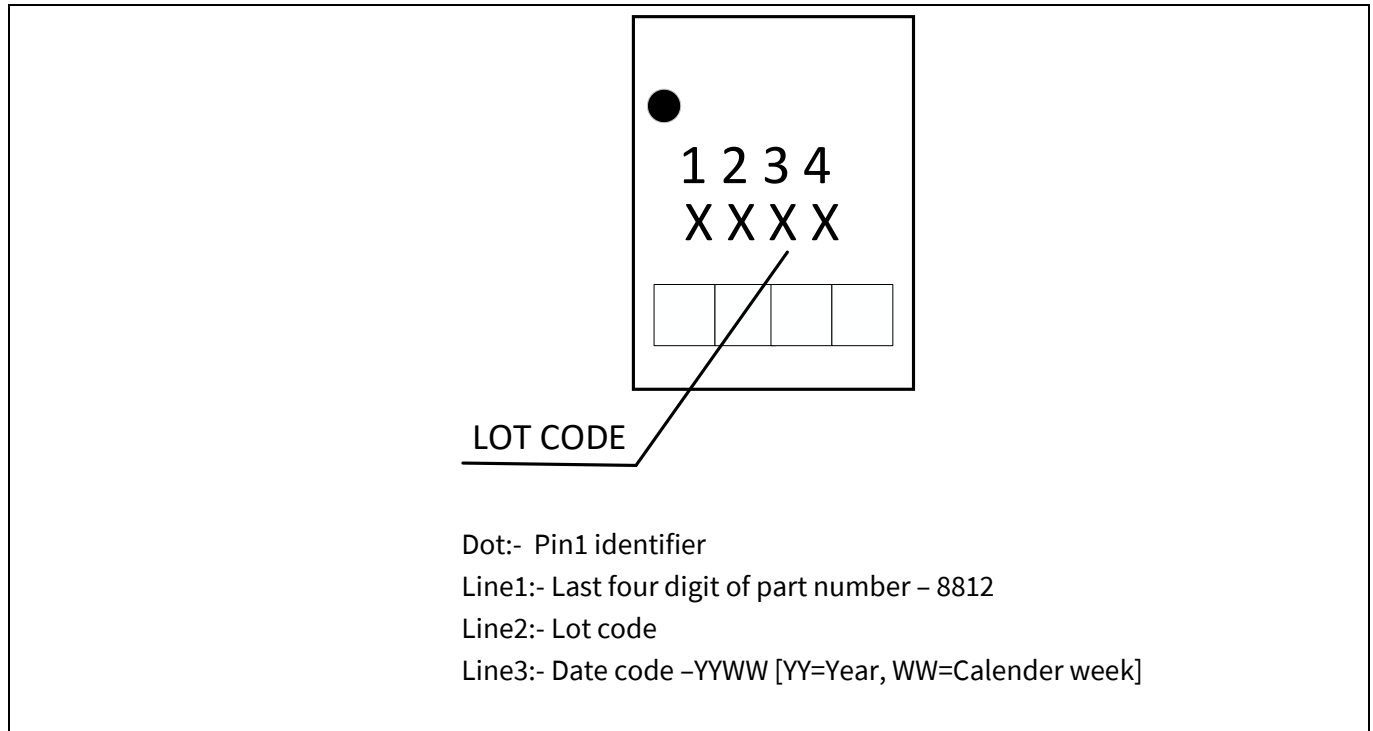 1 2 3 4
X X X X
LOT CODE
Dot:- Pin1 identifier
Line1:- Last four digit of part number – 8812
Line2:- Lot code
Line3:- Date code –YYWW [YY=Year, WW=Calender week]